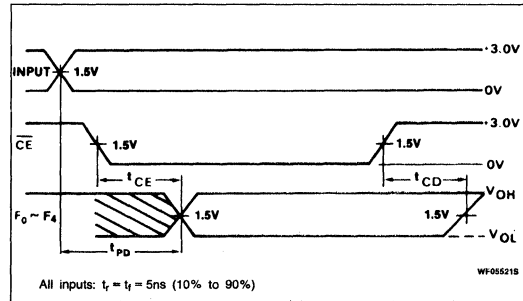 +3.0V
INPUT 1.5V
0V
+3.0V
CE 1.5V 1.5V
0V
tCE tCD
VOH
F0 ~ F4 1.5V 1.5V
tPD VOL
WF05521S
All inputs: tr = tf = 5ns (10% to 90%)